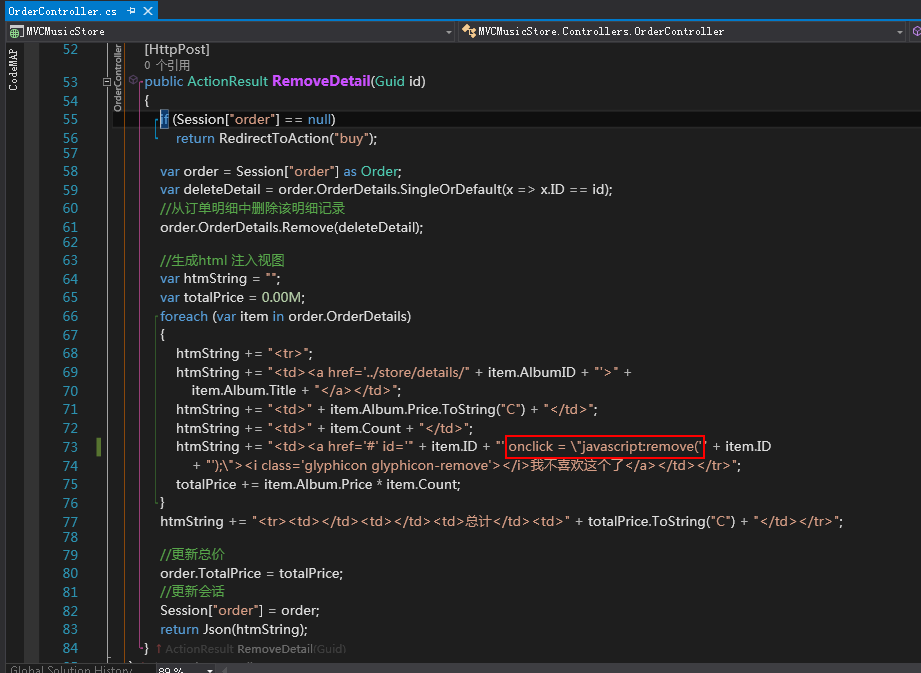 OrderController.cs
MVCMusicStore MVCMusicStore.Controllers.OrderController
CodeMAP
OrderController
52 [HttpPost]
0 个引用
53 public ActionResult RemoveDetail(Guid id)
54 {
55 if (Session["order"] == null)
56 return RedirectToAction("buy");
57
58 var order = Session["order"] as Order;
59 var deleteDetail = order.OrderDetails.SingleOrDefault(x => x.ID == id);
60 //从订单明细中删除该明细记录
61 order.OrderDetails.Remove(deleteDetail);
62
63 //生成html 注入视图
64 var htmString = "";
65 var totalPrice = 0.00M;
66 foreach (var item in order.OrderDetails)
67 {
68 htmString += "<tr>";
69 htmString += "<td><a href='../store/details/" + item.AlbumID + "'>" +
70 item.Album.Title + "</a></td>";
71 htmString += "<td>" + item.Album.Price.ToString("C") + "</td>";
72 htmString += "<td>" + item.Count + "</td>";
73 htmString += "<td><a href='#' id='" + item.ID + "' onclick = \"javascript:remove('" + item.ID
74 + "');\"><i class='glyphicon glyphicon-remove'></i>我不喜欢这个了</a></td></tr>";
75 totalPrice += item.Album.Price * item.Count;
76 }
77 htmString += "<tr><td></td><td></td><td>总计</td><td>" + totalPrice.ToString("C") + "</td></tr>";
78
79 //更新总价
80 order.TotalPrice = totalPrice;
81 //更新会话
82 Session["order"] = order;
83 return Json(htmString);
84 } ActionResult RemoveDetail(Guid)
Global Solution History 89 %